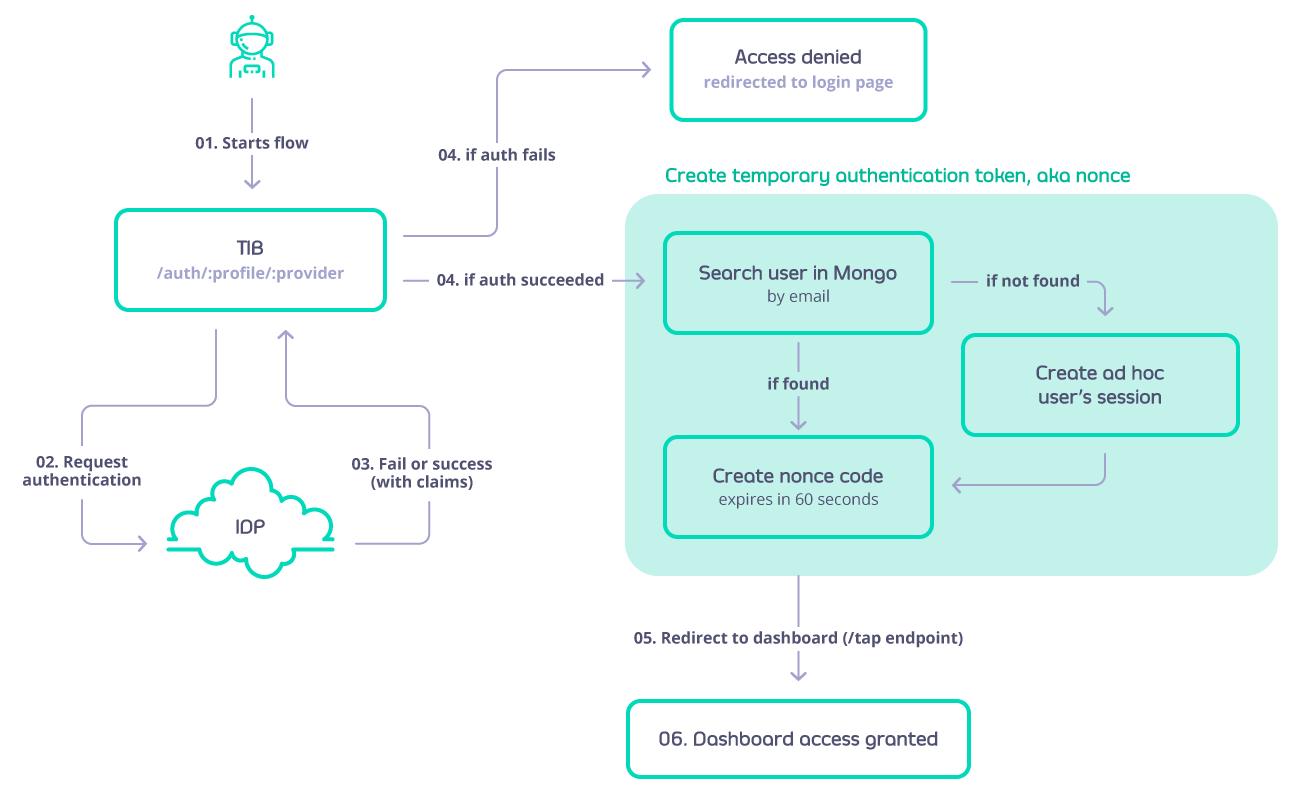 Access denied
redirected to login page
01. Starts flow
04. if auth fails
Create temporary authentication token, aka nonce
TIB
/auth/:profile/:provider
04. if auth succeeded
Search user in Mongo
by email
if not found
Create ad hoc
user's session
if found
02. Request
authentication
03. Fail or success
(with claims)
IDP
Create nonce code
expires in 60 seconds
05. Redirect to dashboard (/tap endpoint)
06. Dashboard access granted